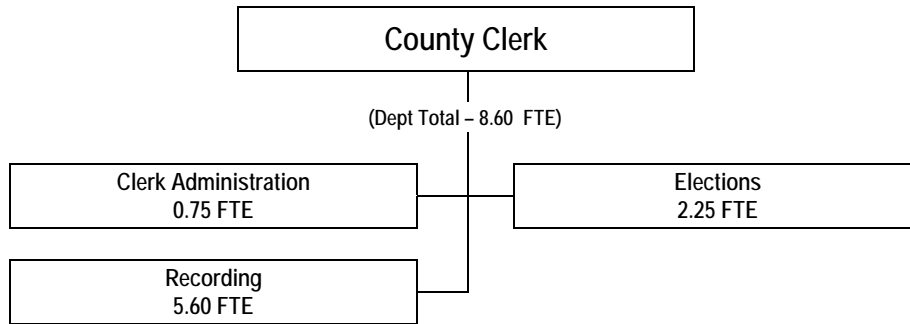 County Clerk
(Dept Total – 8.60 FTE)
Clerk Administration
0.75 FTE
Elections
2.25 FTE
Recording
5.60 FTE